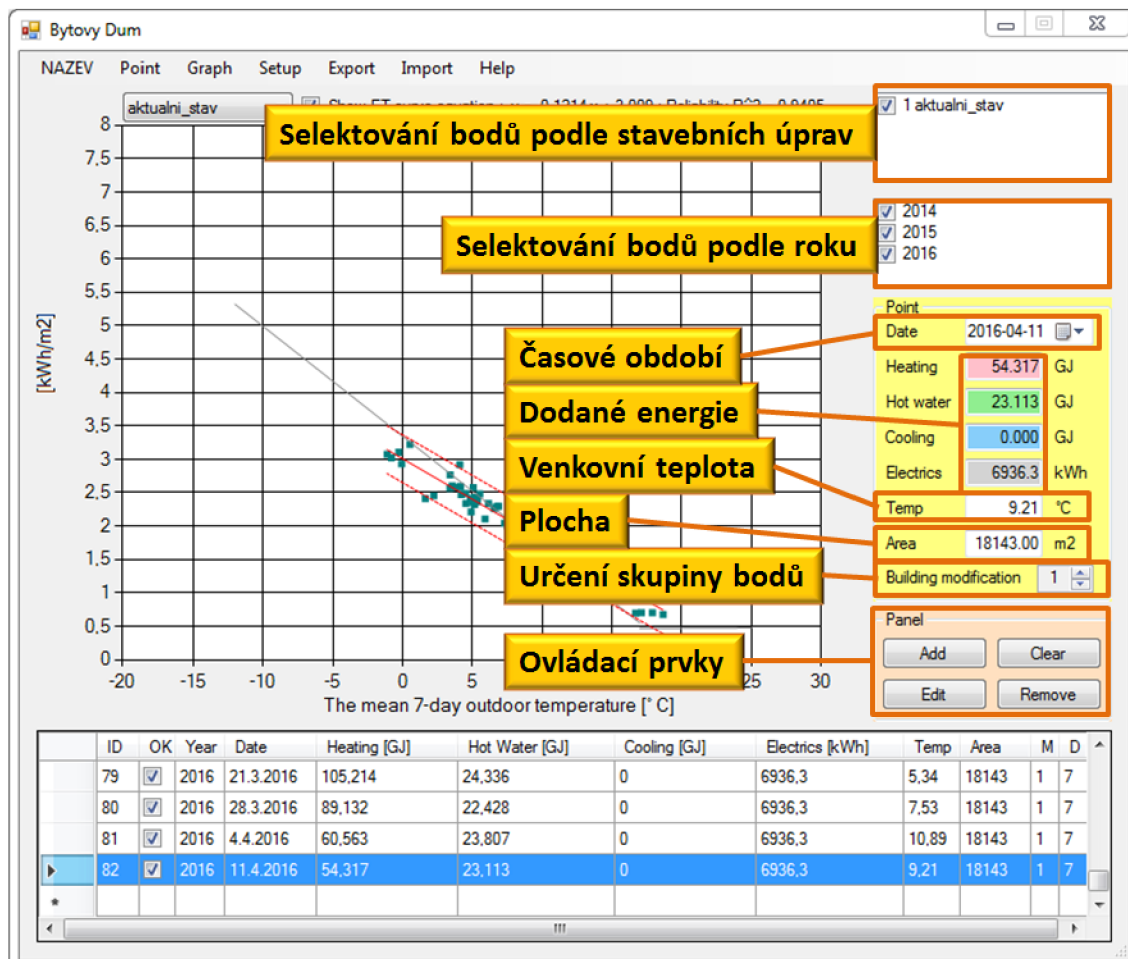 Bytovy Dum
NAZEV Point Graph Setup Export Import Help
aktualni_stav
1 aktualni_stav
Selektování bodů podle stavebních úprav
2014
2015
2016
Selektování bodů podle roku
8
7,5
7
6,5
6
5,5
5
4,5
4
3,5
3
2,5
2
1,5
1
0,5
0
[kWh/m2]
-20 -15 -10 -5 0 5 25 30
The mean 7-day outdoor temperature [° C]
Časové období
Dodané energie
Venkovní teplota
Plocha
Určení skupiny bodů
Ovládací prvky
Point
Date 2016-04-11
Heating 54.317 GJ
Hot water 23.113 GJ
Cooling 0.000 GJ
Electrics 6936.3 kWh
Temp 9.21 °C
Area 18143.00 m2
Building modification 1
Panel
Add Clear
Edit Remove
ID OK Year Date Heating [GJ] Hot Water [GJ] Cooling [GJ] Electrics [kWh] Temp Area M D
79 2016 21.3.2016 105,214 24,336 0 6936,3 5,34 18143 1 7
80 2016 28.3.2016 89,132 22,428 0 6936,3 7,53 18143 1 7
81 2016 4.4.2016 60,563 23,807 0 6936,3 10,89 18143 1 7
82 2016 11.4.2016 54,317 23,113 0 6936,3 9,21 18143 1 7
*